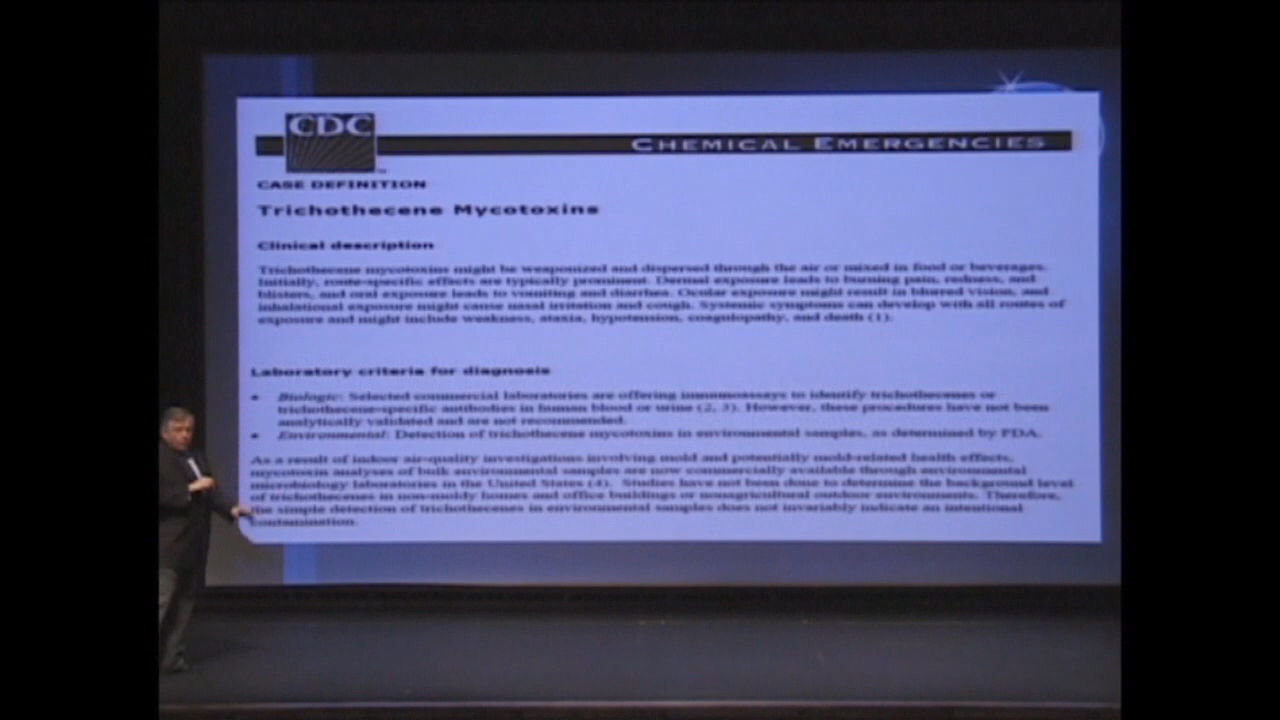 CDC
CHEMICAL EMERGENCIES
TM
CASE DEFINITION
Trichothecene Mycotoxins
Clinical description
Trichothecene mycotoxins might be weaponized and dispersed through the air or mixed in food or beverages.
Initially, route-specific effects are typically prominent. Dermal exposure leads to burning pain, redness, and
blisters, and oral exposure leads to vomiting and diarrhea. Ocular exposure might result in blurred vision, and
inhalational exposure might cause nasal irritation and cough. Systemic symptoms can develop with all routes of
exposure and might include weakness, ataxia, hypotension, coagulopathy, and death (1).
Laboratory criteria for diagnosis
• Biologic: Selected commercial laboratories are offering immunoassays to identify trichothecenes or
trichothecene-specific antibodies in human blood or urine (2, 3). However, these procedures have not been
analytically validated and are not recommended.
• Environmental: Detection of trichothecene mycotoxins in environmental samples, as determined by FDA.
As a result of indoor air-quality investigations involving mold and potentially mold-related health effects,
mycotoxin analyses of bulk environmental samples are now commercially available through environmental
microbiology laboratories in the United States (4). Studies have not been done to determine the background level
of trichothecenes in non-moldy homes and office buildings or nonagricultural outdoor environments. Therefore,
the simple detection of trichothecenes in environmental samples does not invariably indicate an intentional
contamination.